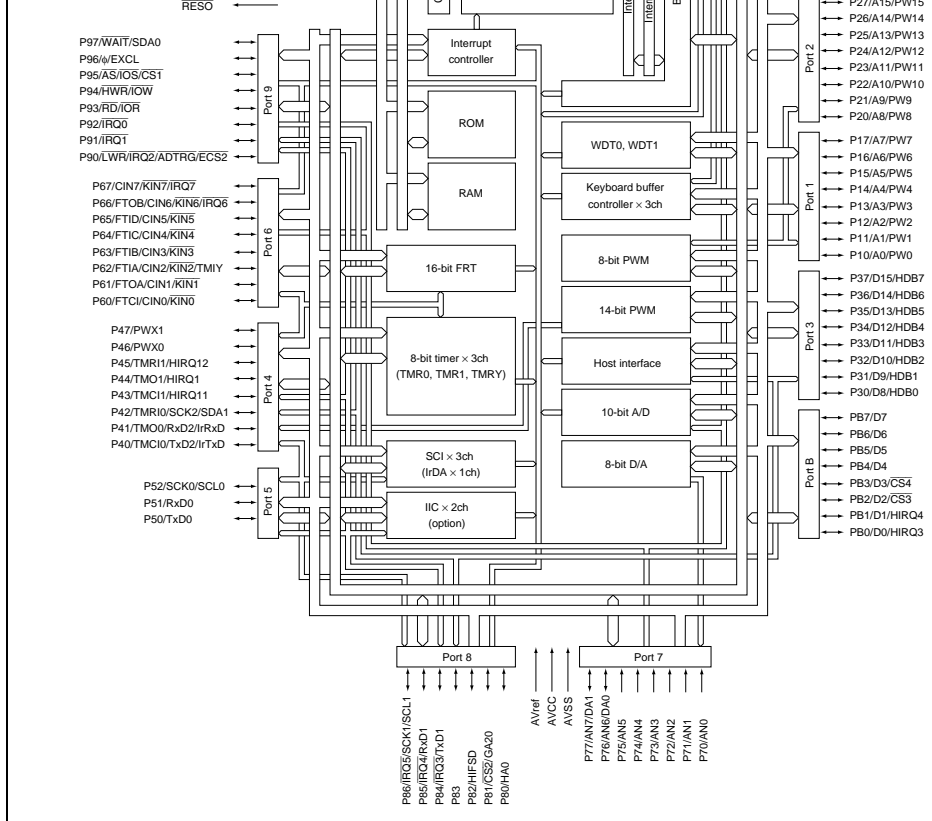 RESO
P97/WAIT/SDA0
P96/ϕ/EXCL
P95/AS/IOS/CS1
P94/HWR/IOW
P93/RD/IOR
P92/IRQ0
P91/IRQ1
P90/LWR/IRQ2/ADTRG/ECS2
Port 9
P67/CIN7/KIN7/IRQ7
P66/FTOB/CIN6/KIN6/IRQ6
P65/FTID/CIN5/KIN5
P64/FTIC/CIN4/KIN4
P63/FTIB/CIN3/KIN3
P62/FTIA/CIN2/KIN2/TMIY
P61/FTOA/CIN1/KIN1
P60/FTCI/CIN0/KIN0
Port 6
P47/PWX1
P46/PWX0
P45/TMRI1/HIRQ12
P44/TMO1/HIRQ1
P43/TMCI1/HIRQ11
P42/TMRI0/SCK2/SDA1
P41/TMO0/RxD2/IrRxD
P40/TMCI0/TxD2/IrTxD
Port 4
P52/SCK0/SCL0
P51/RxD0
P50/TxD0
Port 5
Interrupt
controller
ROM
RAM
16-bit FRT
8-bit timer × 3ch
(TMR0, TMR1, TMRY)
SCI × 3ch
(IrDA × 1ch)
IIC × 2ch
(option)
WDT0, WDT1
Keyboard buffer
controller × 3ch
8-bit PWM
14-bit PWM
Host interface
10-bit A/D
8-bit D/A
P27/A15/PW15
P26/A14/PW14
P25/A13/PW13
P24/A12/PW12
P23/A11/PW11
P22/A10/PW10
P21/A9/PW9
P20/A8/PW8
Port 2
P17/A7/PW7
P16/A6/PW6
P15/A5/PW5
P14/A4/PW4
P13/A3/PW3
P12/A2/PW2
P11/A1/PW1
P10/A0/PW0
Port 1
P37/D15/HDB7
P36/D14/HDB6
P35/D13/HDB5
P34/D12/HDB4
P33/D11/HDB3
P32/D10/HDB2
P31/D9/HDB1
P30/D8/HDB0
Port 3
PB7/D7
PB6/D6
PB5/D5
PB4/D4
PB3/D3/CS4
PB2/D2/CS3
PB1/D1/HIRQ4
PB0/D0/HIRQ3
Port B
Port 8
P86/IRQ5/SCK1/SCL1
P85/IRQ4/RxD1
P84/IRQ3/TxD1
P83
P82/HIFSD
P81/CS2/GA20
P80/HA0
AVref
AVCC
AVSS
Port 7
P77/AN7/DA1
P76/AN6/DA0
P75/AN5
P74/AN4
P73/AN3
P72/AN2
P71/AN1
P70/AN0